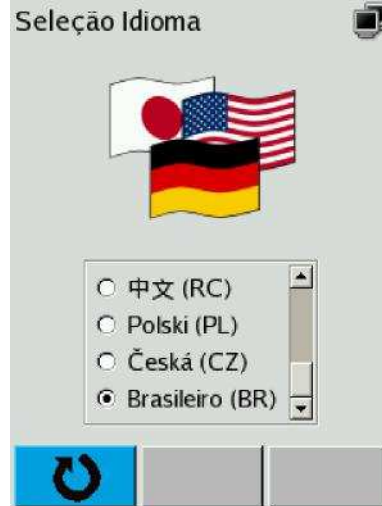 Seleção Idioma
中文 (RC)
Polski (PL)
Česká (CZ)
Brasileiro (BR)